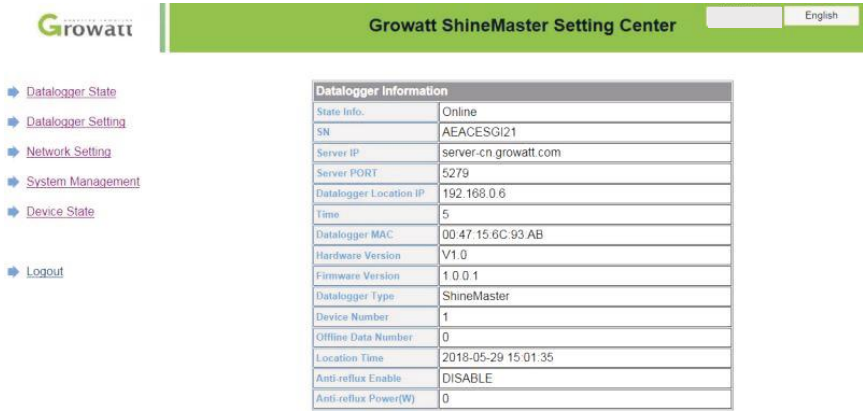 Growatt
Growatt ShineMaster Setting Center
English
Datalogger State
Datalogger Setting
Network Setting
System Management
Device State
Logout
Datalogger Information
State Info. Online
SN AEACESGI21
Server IP server-cn.growatt.com
Server PORT 5279
Datalogger Location IP 192.168.0.6
Time 5
Datalogger MAC 00:47:15:6C:93:AB
Hardware Version V1.0
Firmware Version 1.0.0.1
Datalogger Type ShineMaster
Device Number 1
Offline Data Number 0
Location Time 2018-05-29 15:01:35
Anti-reflux Enable DISABLE
Anti-reflux Power(W) 0